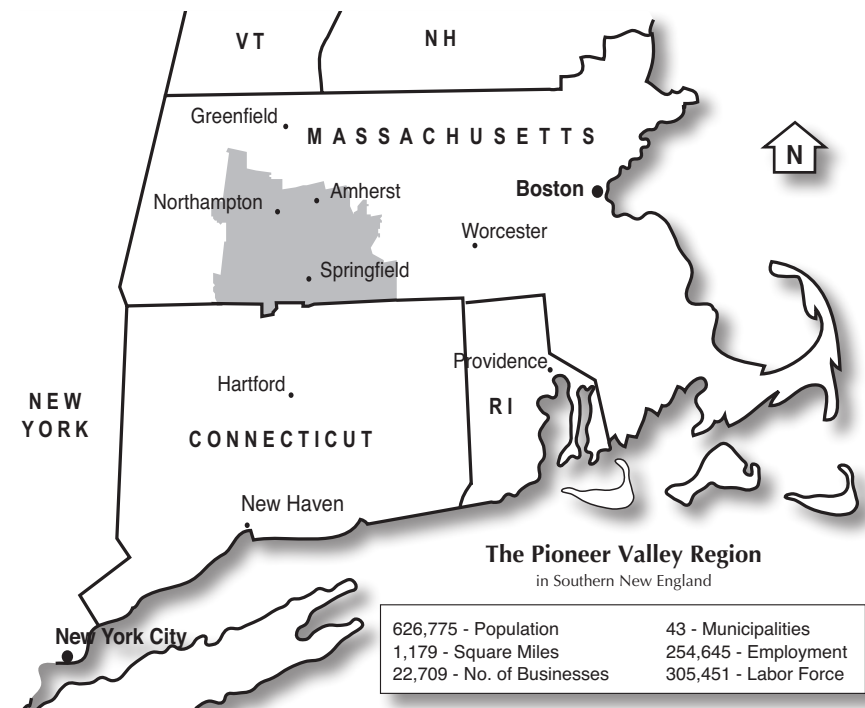 VT
NH
Greenfield
MASSACHUSETTS
N
Boston
Amherst
Northampton
Worcester
Springfield
Providence
Hartford
NEW
YORK
RI
CONNECTICUT
New Haven
The Pioneer Valley Region
in Southern New England
New York City
626,775 - Population
1,179 - Square Miles
22,709 - No. of Businesses
43 - Municipalities
254,645 - Employment
305,451 - Labor Force